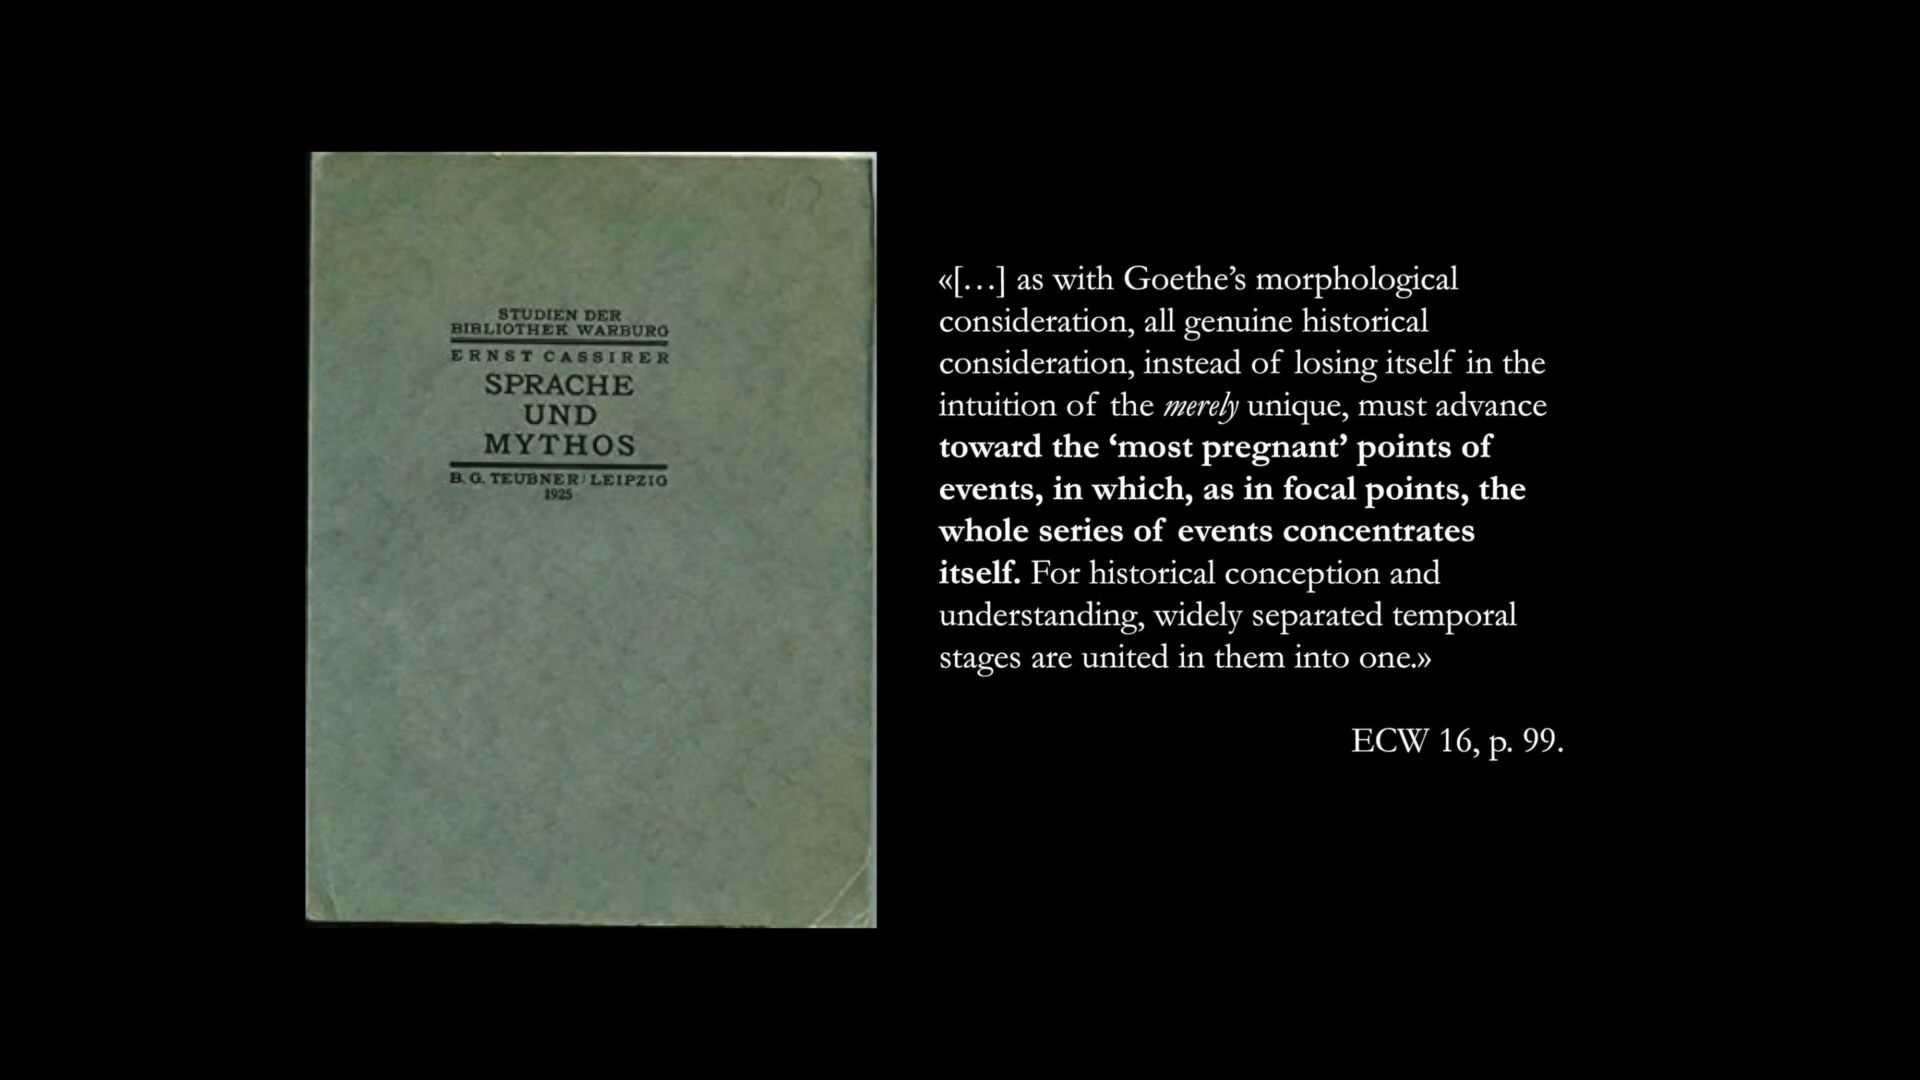 STUDIEN DER
BIBLIOTHEK WARBURG
ERNST CASSIRER
SPRACHE
UND
MYTHOS
B. G. TEUBNER / LEIPZIG
1925
«[…] as with Goethe’s morphological
consideration, all genuine historical
consideration, instead of losing itself in the
intuition of the merely unique, must advance
toward the ‘most pregnant’ points of
events, in which, as in focal points, the
whole series of events concentrates
itself. For historical conception and
understanding, widely separated temporal
stages are united in them into one.»
ECW 16, p. 99.